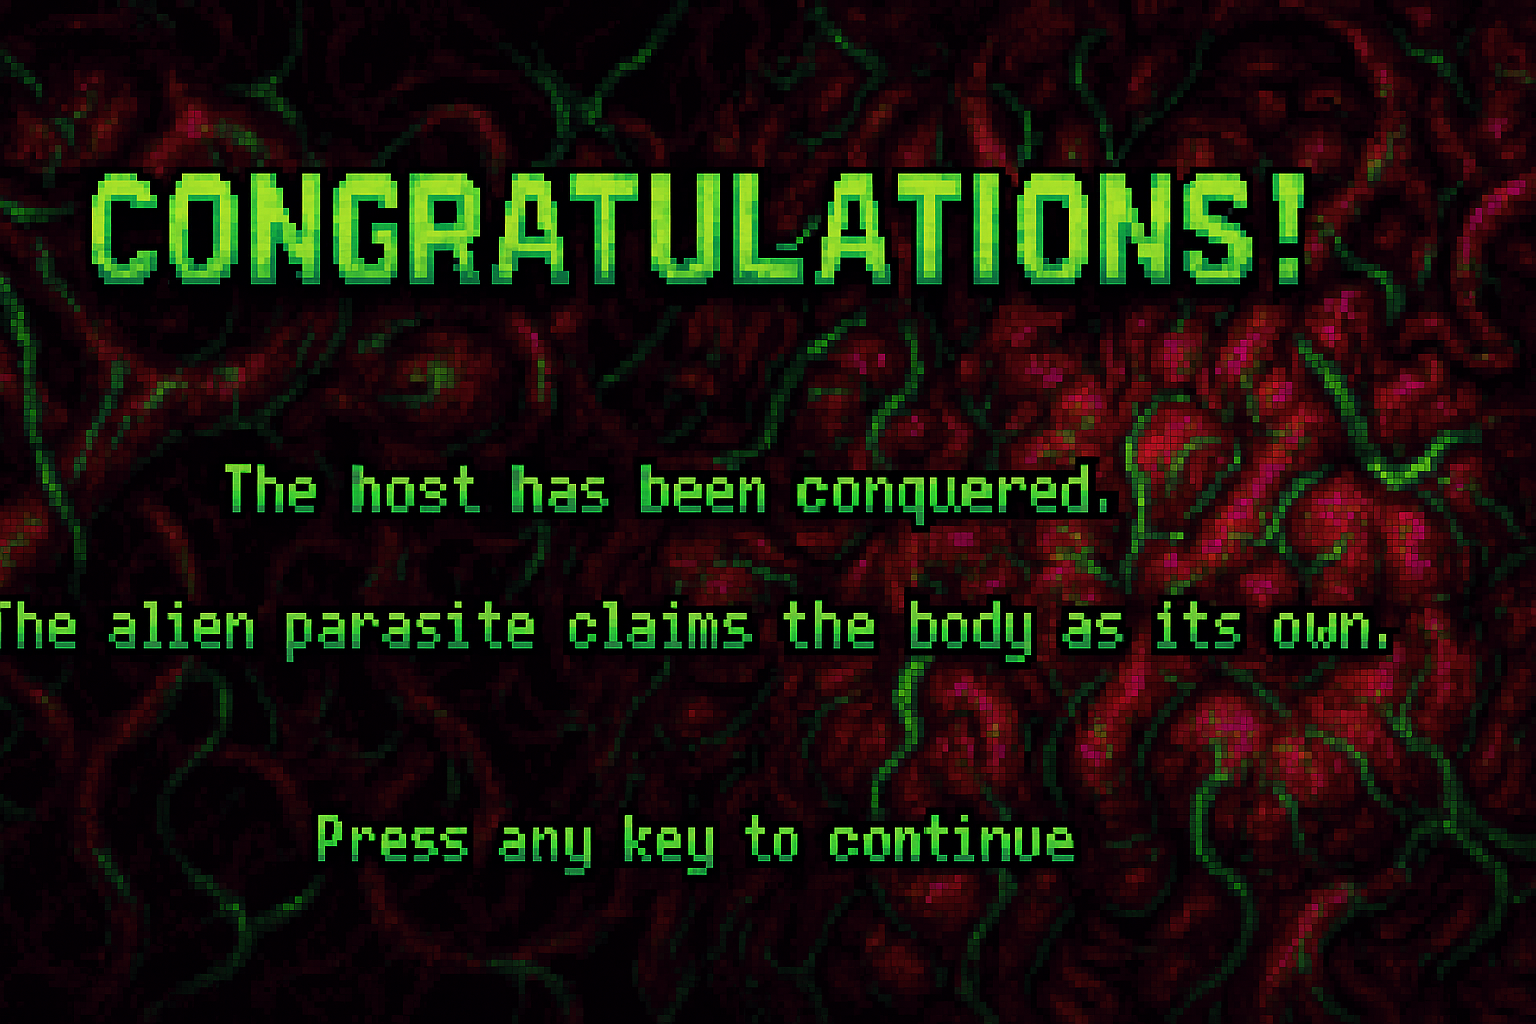 CONGRATULATIONS!
The host has been conquered.
The alien parasite claims the body as its own.
Press any key to continue